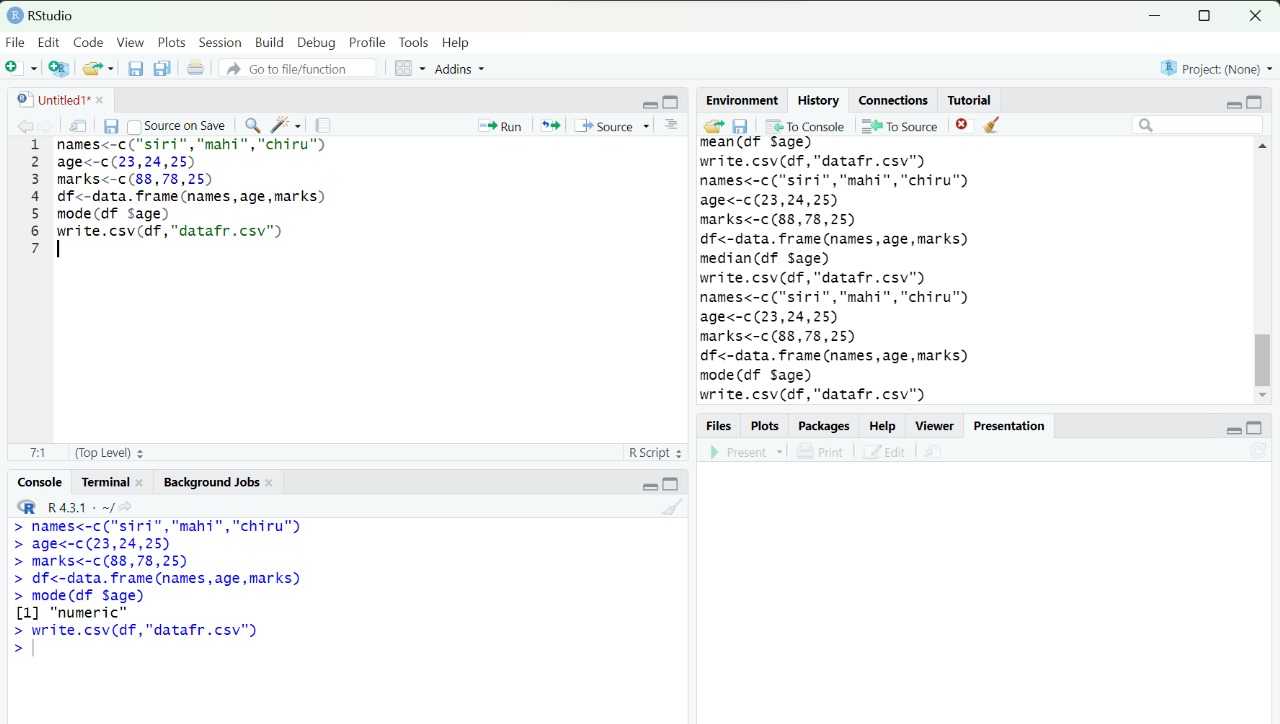 RStudio
File Edit Code View Plots Session Build Debug Profile Tools Help
Go to file/function Addins Project: (None)
Untitled1*
Source on Save Run Source
1 names<-c("siri","mahi","chiru")
2 age<-c(23,24,25)
3 marks<-c(88,78,25)
4 df<-data.frame(names,age,marks)
5 mode(df $age)
6 write.csv(df,"datafr.csv")
7
7:1 (Top Level) R Script
Console Terminal Background Jobs
R 4.3.1 · ~/
> names<-c("siri","mahi","chiru")
> age<-c(23,24,25)
> marks<-c(88,78,25)
> df<-data.frame(names,age,marks)
> mode(df $age)
[1] "numeric"
> write.csv(df,"datafr.csv")
>
Environment History Connections Tutorial
To Console To Source
mean(df $age)
write.csv(df,"datafr.csv")
names<-c("siri","mahi","chiru")
age<-c(23,24,25)
marks<-c(88,78,25)
df<-data.frame(names,age,marks)
median(df $age)
write.csv(df,"datafr.csv")
names<-c("siri","mahi","chiru")
age<-c(23,24,25)
marks<-c(88,78,25)
df<-data.frame(names,age,marks)
mode(df $age)
write.csv(df,"datafr.csv")
Files Plots Packages Help Viewer Presentation
Present Print Edit